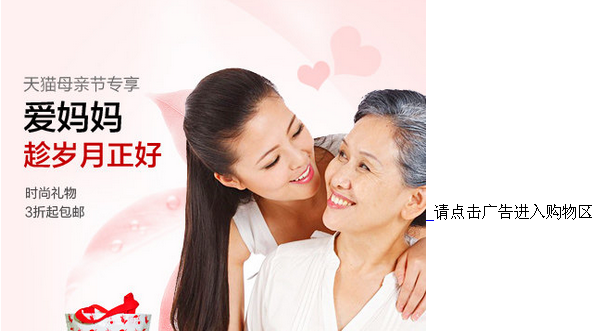 天猫母亲节专享
爱妈妈
趁岁月正好
时尚礼物
3折起包邮
请点击广告进入购物区